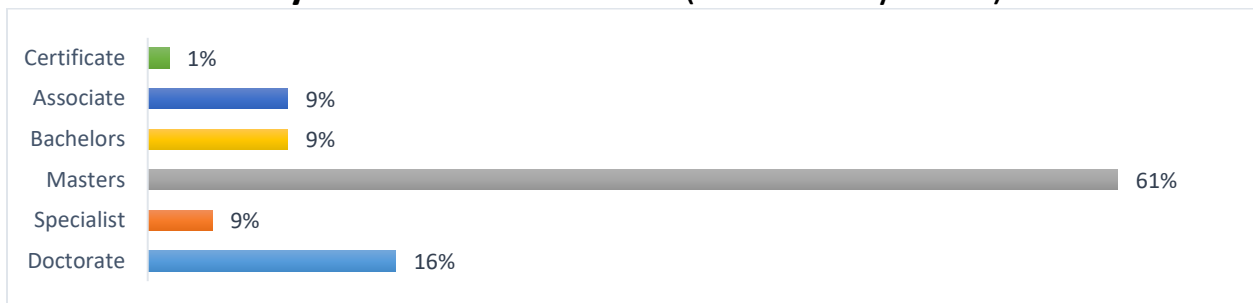 Certificate 1%
Associate 9%
Bachelors 9%
Masters 61%
Specialist 9%
Doctorate 16%